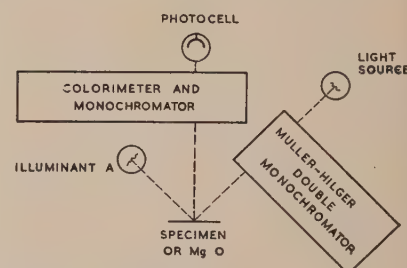 PHOTOCELL
COLORIMETER AND
MONOCHROMATOR
LIGHT
SOURCE
ILLUMINANT A
MULLER-HILGER
DOUBLE
MONOCHROMATOR
SPECIMEN
OR Mg O